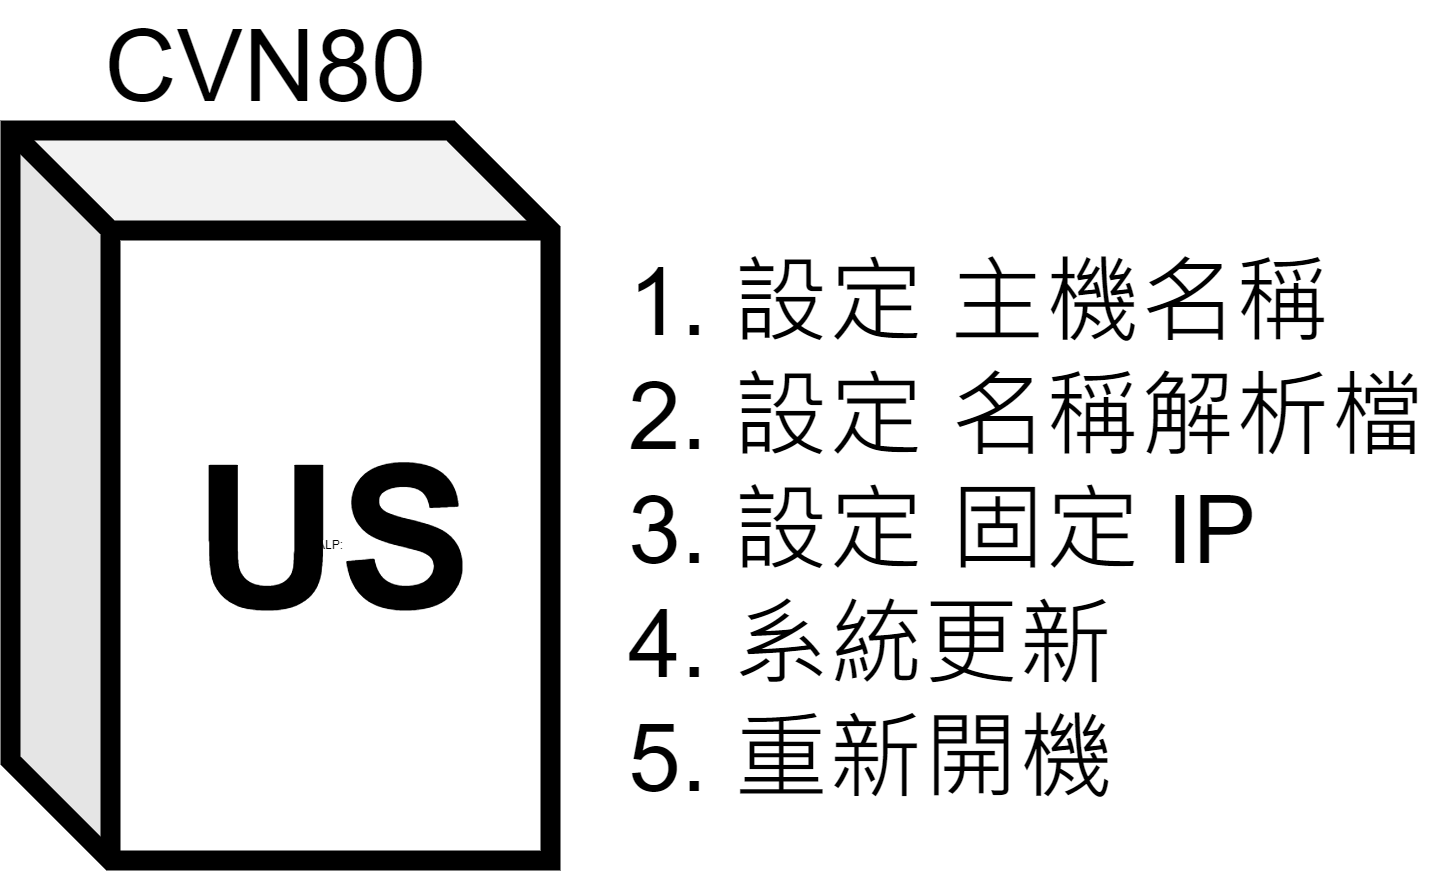 CVN80
US
1. 設定 主機名稱
2. 設定 名稱解析檔
3. 設定 固定 IP
4. 系統更新
5. 重新開機